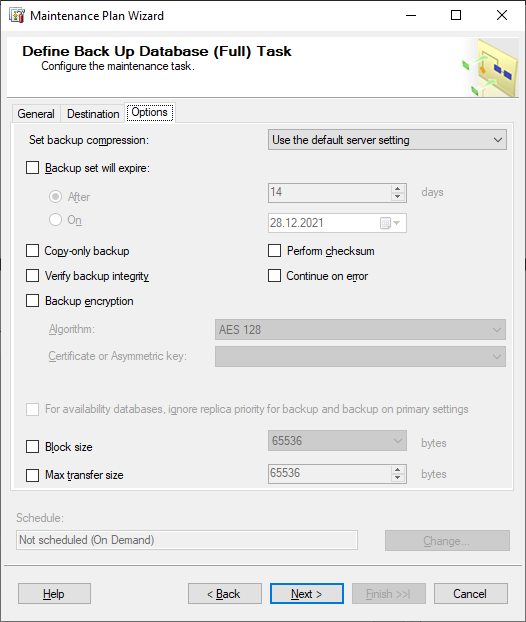 Maintenance Plan Wizard
Define Back Up Database (Full) Task
Configure the maintenance task.
General Destination Options
Set backup compression: Use the default server setting
Backup set will expire:
After 14 days
On 28.12.2021
Copy-only backup Perform checksum
Verify backup integrity Continue on error
Backup encryption
Algorithm: AES 128
Certificate or Asymmetric key:
For availability databases, ignore replica priority for backup and backup on primary settings
Block size 65536 bytes
Max transfer size 65536 bytes
Schedule:
Not scheduled (On Demand) Change...
Help < Back Next > Finish >>| Cancel